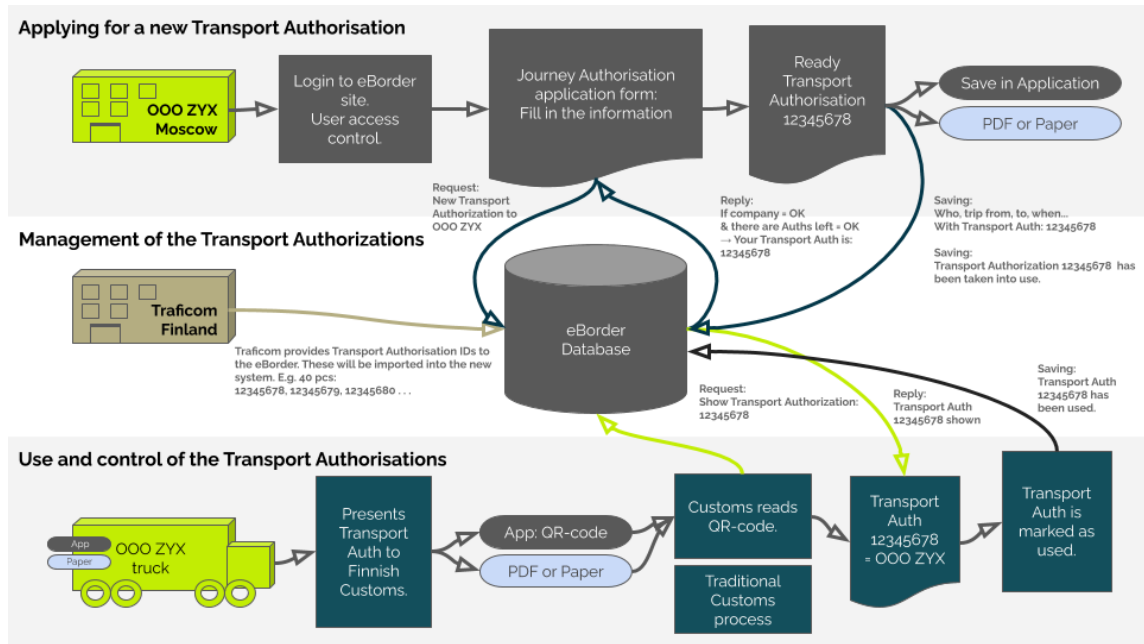 Applying for a new Transport Authorisation
OOO ZYX
Moscow
Login to eBorder
site.
User access
control.
Journey Authorisation
application form:
Fill in the information
Ready
Transport
Authorisation
12345678
Save in Application
PDF or Paper
Request:
New Transport
Authorization to
OOO ZYX
Reply:
If company = OK
& there are Auths left = OK
→ Your Transport Auth is:
12345678
Saving:
Who, trip from, to, when...
With Transport Auth: 12345678
Saving:
Transport Authorization 12345678 has
been taken into use.
Management of the Transport Authorizations
Traficom
Finland
Traficom provides Transport Authorisation IDs to
the eBorder. These will be imported into the new
system. E.g. 40 pcs:
12345678, 12345679, 12345680 . . .
eBorder
Database
Request:
Show Transport Authorization:
12345678
Reply:
Transport Auth
12345678 shown
Saving:
Transport Auth
12345678 has
been used.
Use and control of the Transport Authorisations
App
Paper
OOO ZYX
truck
Presents
Transport
Auth to
Finnish
Customs.
App: QR-code
PDF or Paper
Customs reads
QR-code.
Traditional
Customs
process
Transport
Auth
12345678
= OOO ZYX
Transport
Auth is
marked as
used.